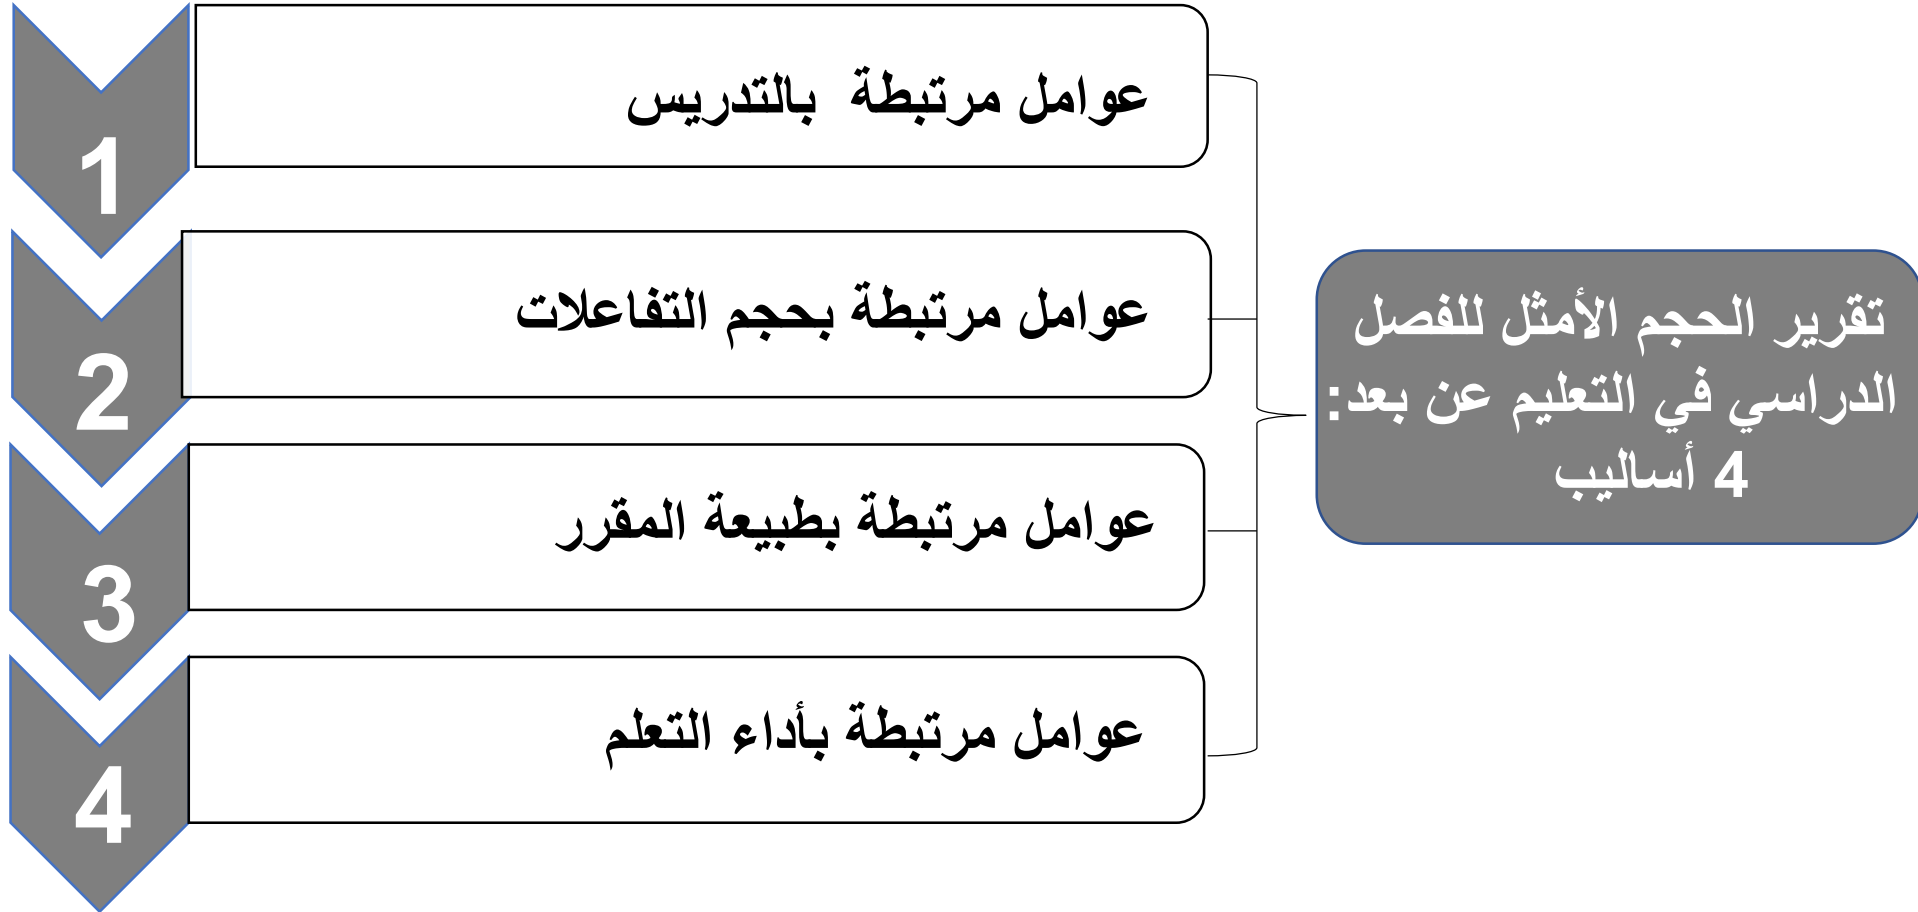 تقرير الحجم الأمثل للفصل
الدراسي في التعليم عن بعد:
4 أساليب
1
عوامل مرتبطة بالتدريس
2
عوامل مرتبطة بحجم التفاعلات
3
عوامل مرتبطة بطبيعة المقرر
4
عوامل مرتبطة بأداء التعلم